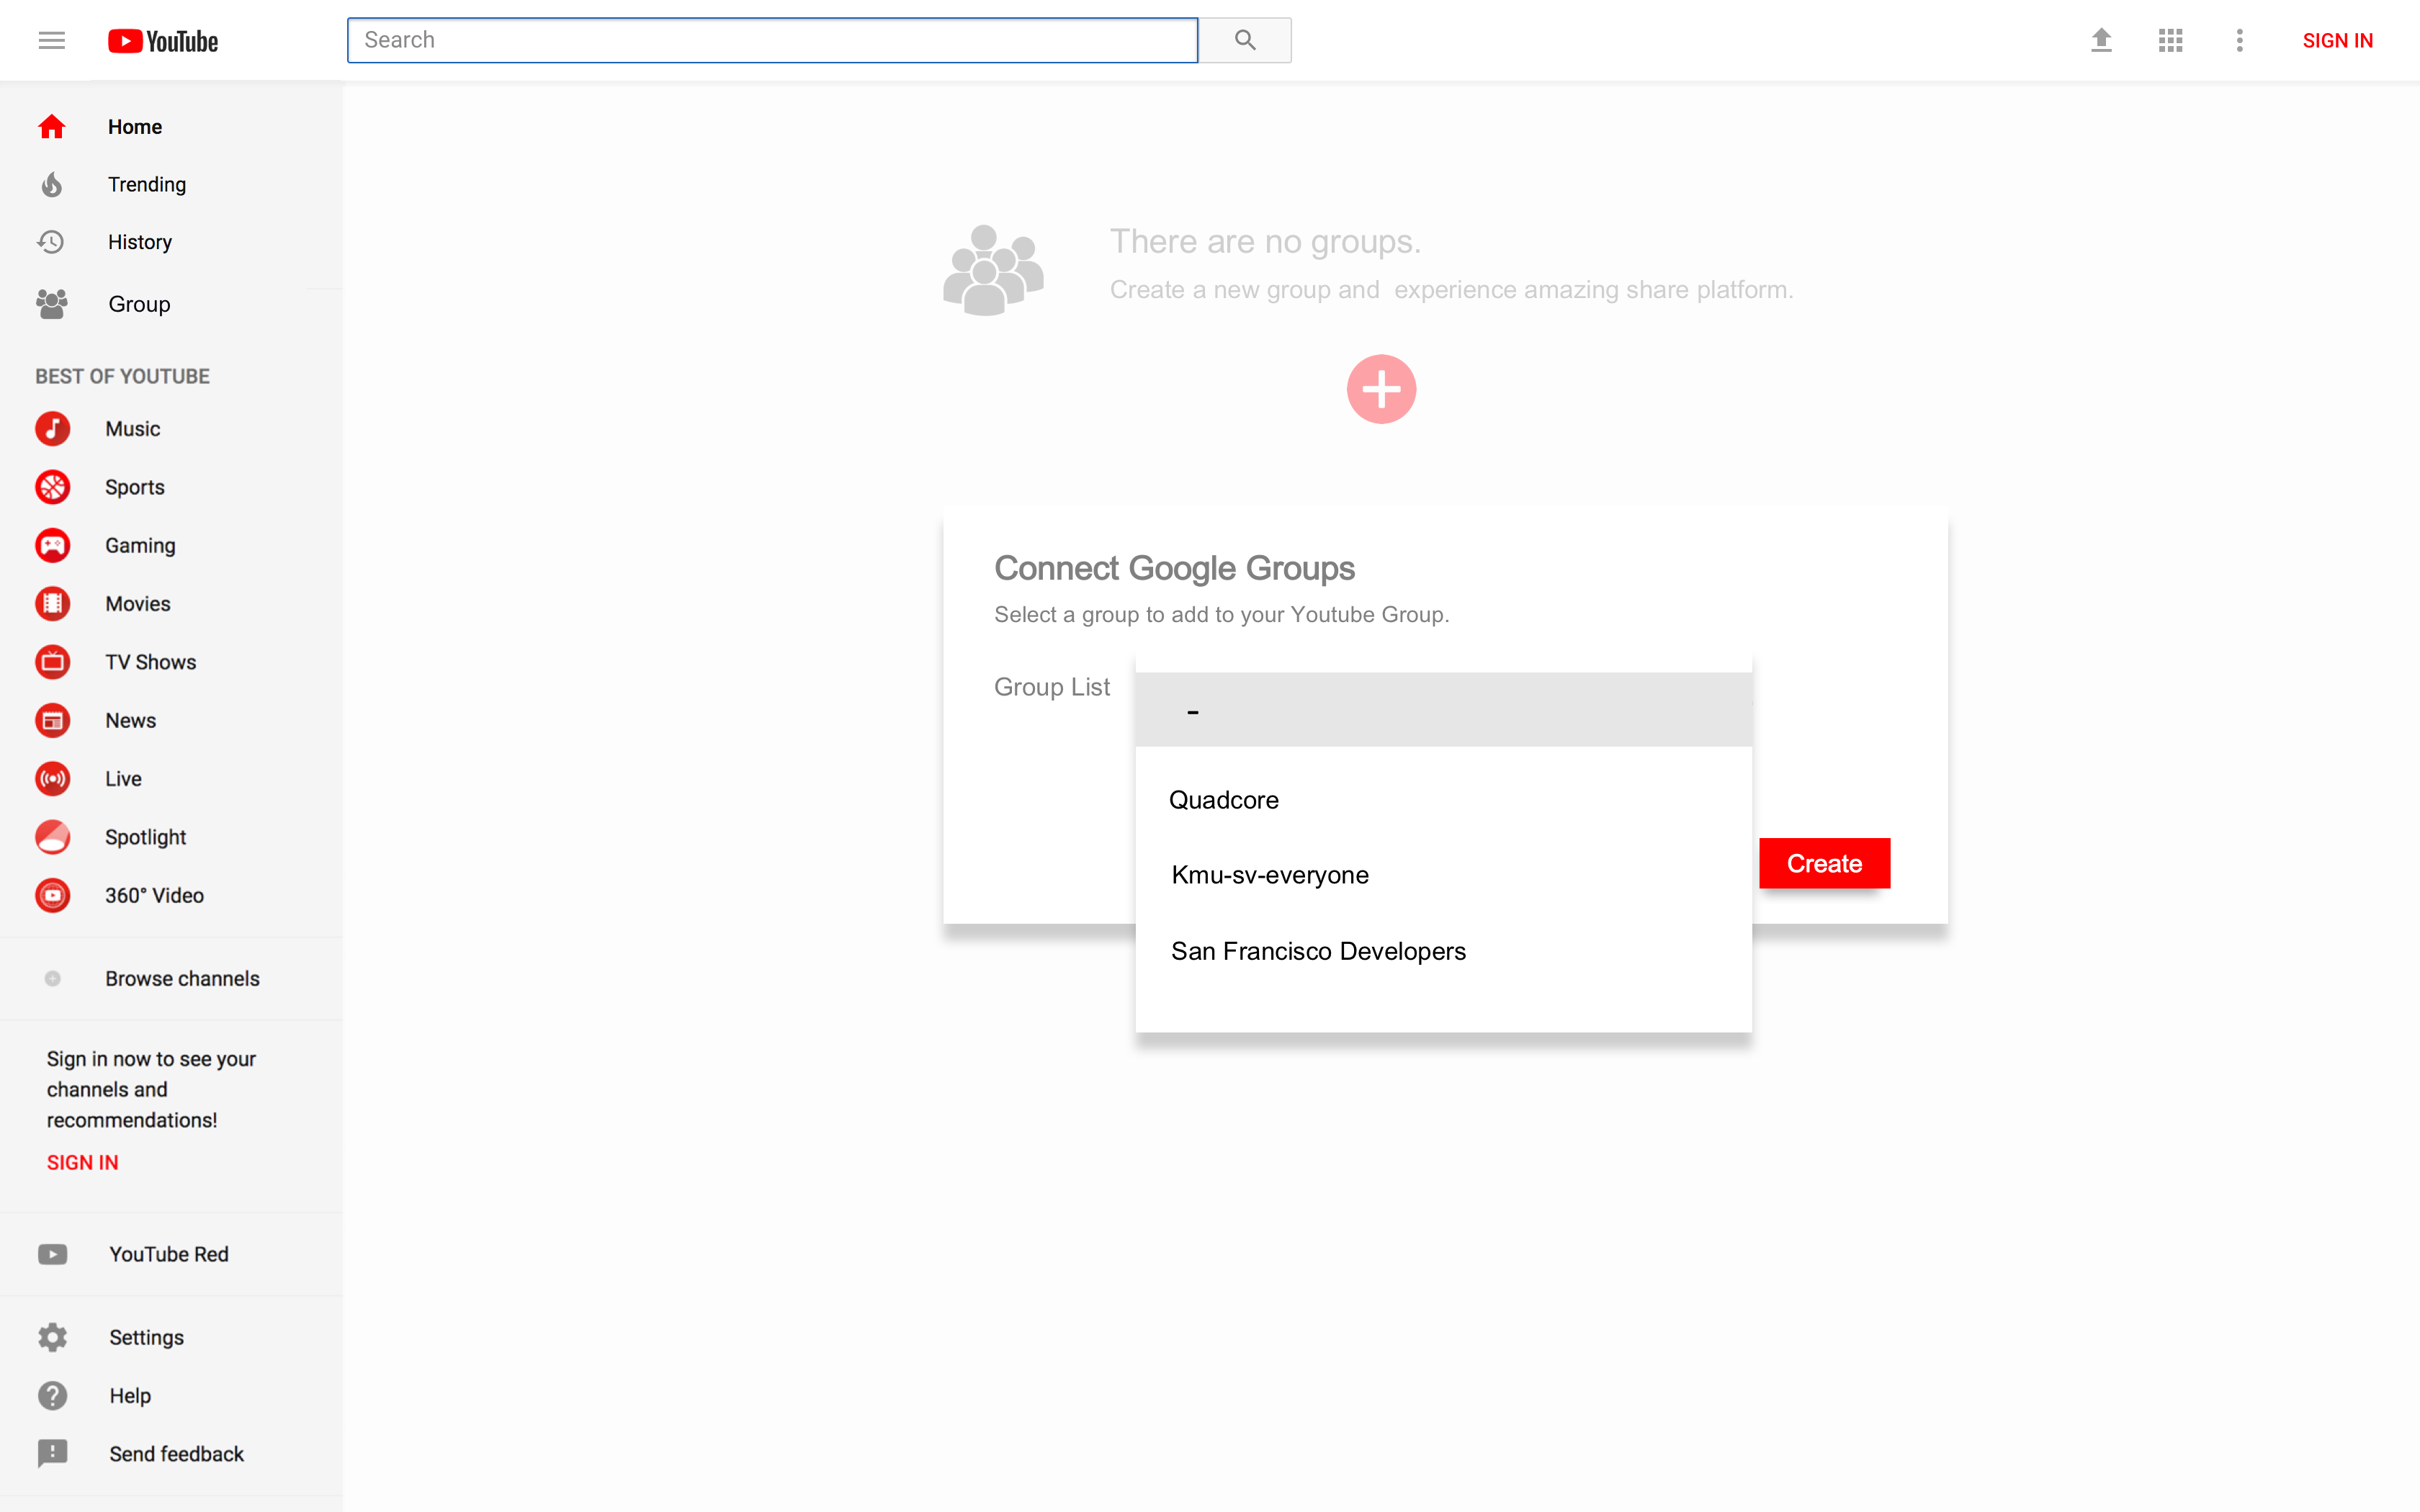 YouTube
Search
SIGN IN
Home
Trending
History
Group
BEST OF YOUTUBE
Music
Sports
Gaming
Movies
TV Shows
News
Live
Spotlight
360° Video
Browse channels
Sign in now to see your
channels and
recommendations!
SIGN IN
YouTube Red
Settings
Help
Send feedback
There are no groups.
Create a new group and  experience amazing share platform.
Connect Google Groups
Select a group to add to your Youtube Group.
Group List
-
Quadcore
Kmu-sv-everyone
San Francisco Developers
Create